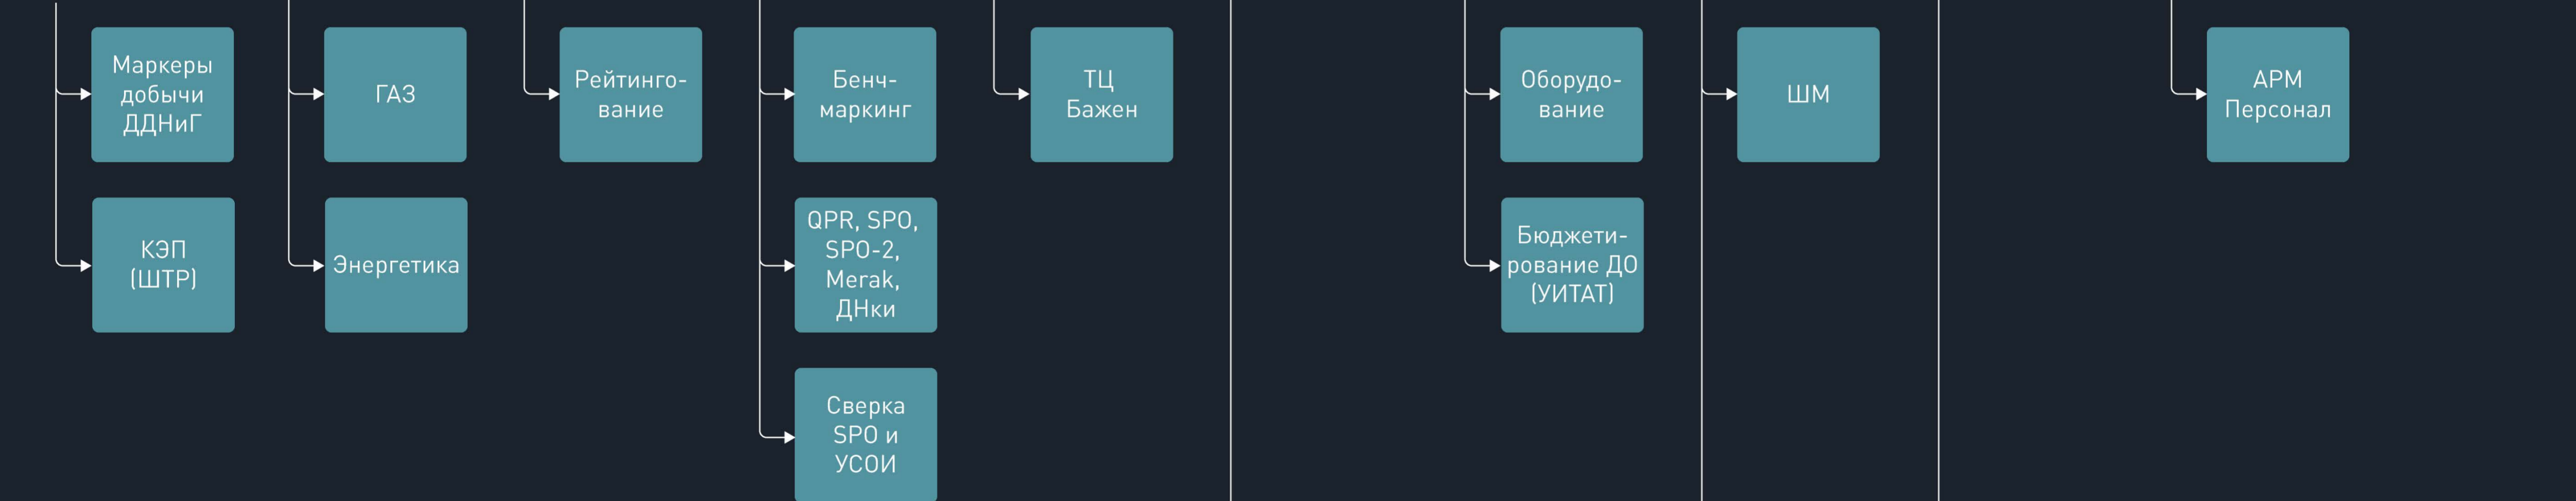 Маркеры
добычи
ДДНиГ
ГАЗ
Рейтинго-
вание
Бенч-
маркинг
ТЦ
Бажен
Оборудо-
вание
ШМ
АРМ
Персонал
КЭП
(ШТР)
Энергетика
QPR, SPO,
SPO-2,
Merak,
ДНки
Бюджети-
рование ДО
(УИТАТ)
Сверка
SPO и
УСОИ